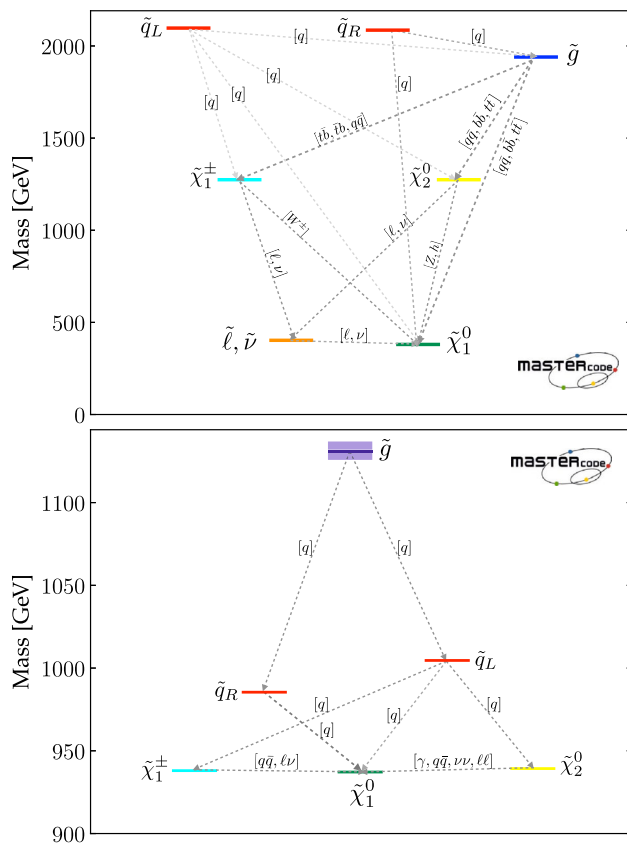 q̃_L
q̃_R
[q]
[q]
g̃
2000
[q]
[q]
[q]
[q]
[tb̄, t̄b, qq̄]
[qq̄, bb̄, tt̄]
[qq̄, bb̄, tt̄]
1500
χ̃₁^±
χ̃₂⁰
Mass [GeV]
1000
[W^±]
[ℓ, ν]
[ℓ, ν]
[Z, h]
500
ℓ̃, ν̃
[ℓ, ν]
χ̃₁⁰
MASTERCODE
0
g̃
MASTERCODE
1100
[q]
[q]
Mass [GeV]
1050
1000
q̃_L
q̃_R
[q]
[q]
[q]
[q]
950
χ̃₁^±
[qq̄, ℓν]
[γ, qq̄, νν, ℓℓ]
χ̃₂⁰
χ̃₁⁰
900